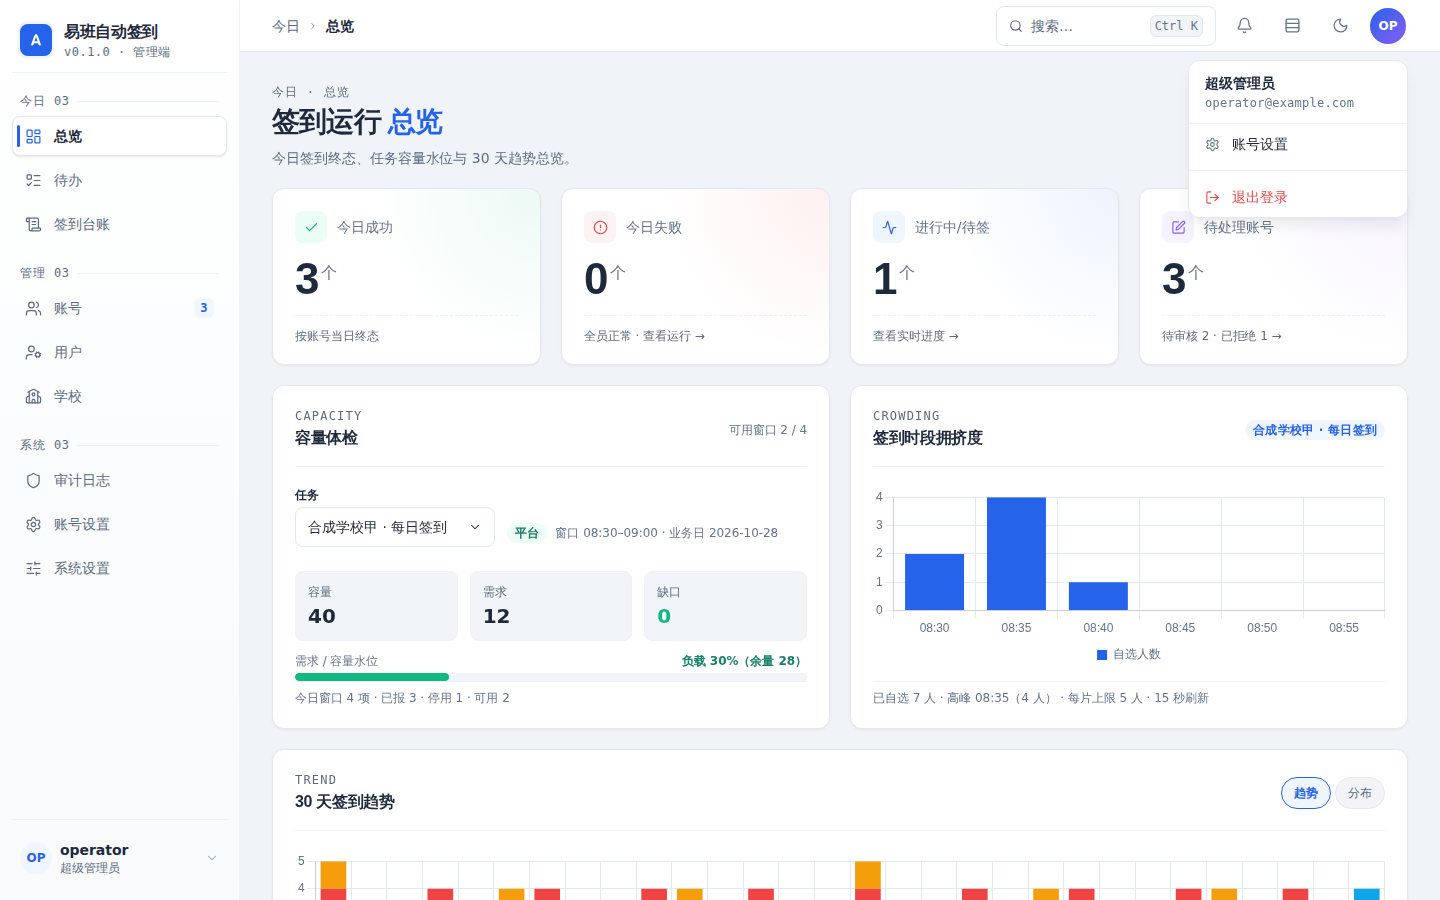 易班自动签到
v0.1.0 · 管理端
今日 03
总览
待办
签到台账
管理 03
账号 3
用户
学校
系统 03
审计日志
账号设置
系统设置
OP operator
超级管理员
今日 › 总览
搜索… Ctrl K
OP
超级管理员
operator@example.com
账号设置
退出登录
今日 · 总览
签到运行 总览
今日签到终态、任务容量水位与 30 天趋势总览。
今日成功
3个
按账号当日终态
今日失败
0个
全员正常 · 查看运行 →
进行中/待签
1个
查看实时进度 →
待处理账号
3个
待审核 2 · 已拒绝 1 →
CAPACITY
容量体检
可用窗口 2 / 4
任务
合成学校甲 · 每日签到
平台 窗口 08:30–09:00 · 业务日 2026-10-28
容量
40
需求
12
缺口
0
需求 / 容量水位 负载 30%（余量 28）
今日窗口 4 项 · 已报 3 · 停用 1 · 可用 2
CROWDING
签到时段拥挤度
合成学校甲 · 每日签到
4
3
2
1
0
08:30 08:35 08:40 08:45 08:50 08:55
自选人数
已自选 7 人 · 高峰 08:35（4 人） · 每片上限 5 人 · 15 秒刷新
TREND
30 天签到趋势
趋势 分布
5
4